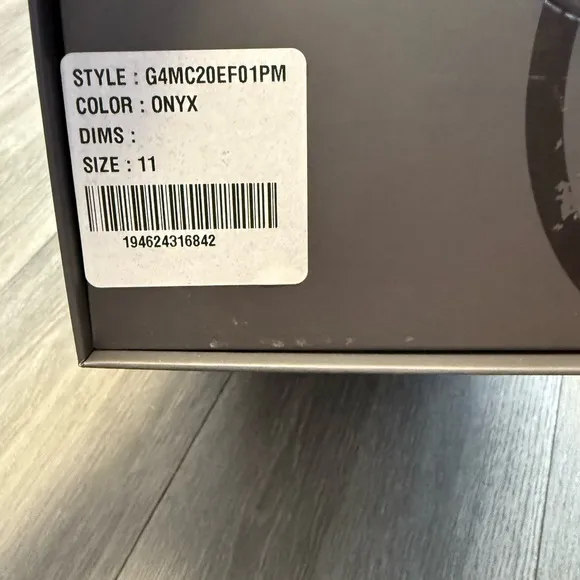 STYLE : G4MC20EF01PM
COLOR : ONYX
DIMS :
SIZE : 11
194624316842